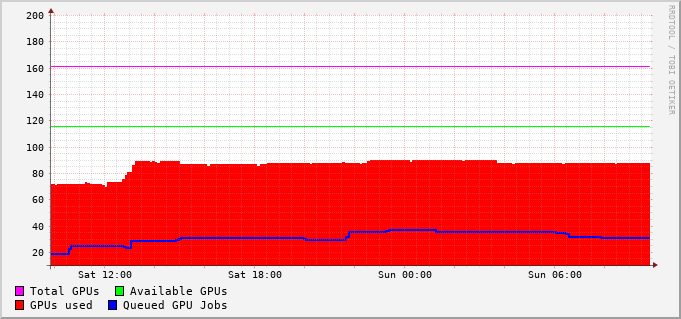 200
180
160
140
120
100
80
60
40
20
Sat 12:00 Sat 18:00 Sun 00:00 Sun 06:00
Total GPUs Available GPUs
GPUs used Queued GPU Jobs
RRDTOOL / TOBI OETIKER